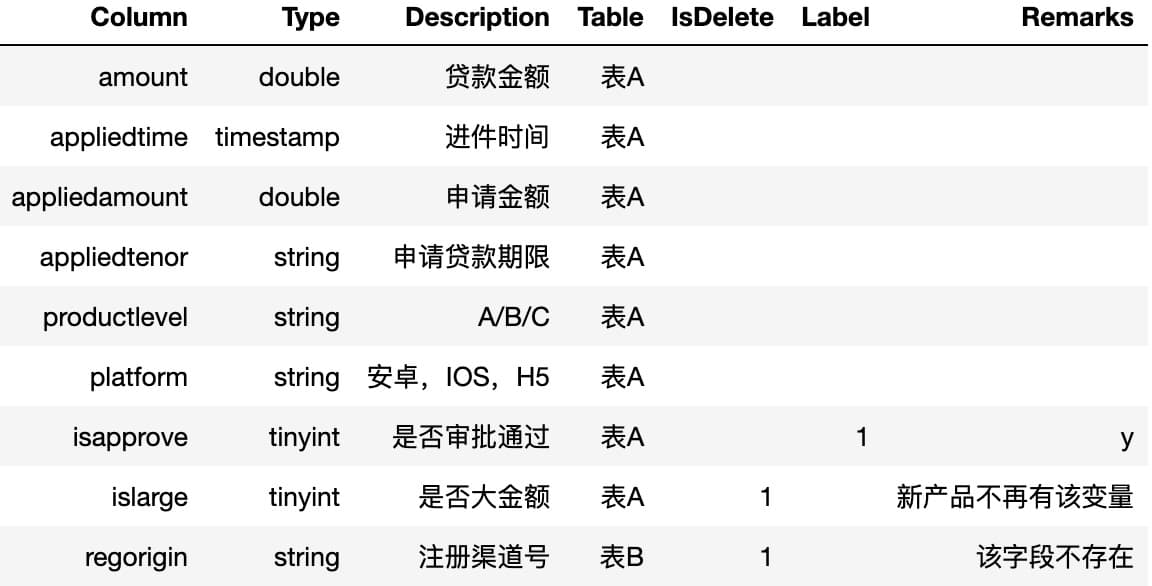 Column Type Description Table IsDelete Label Remarks
amount double 贷款金额 表A
appliedtime timestamp 进件时间 表A
appliedamount double 申请金额 表A
appliedtenor string 申请贷款期限 表A
productlevel string A/B/C 表A
platform string 安卓，IOS，H5 表A
isapprove tinyint 是否审批通过 表A 1 y
islarge tinyint 是否大金额 表A 1 新产品不再有该变量
regorigin string 注册渠道号 表B 1 该字段不存在